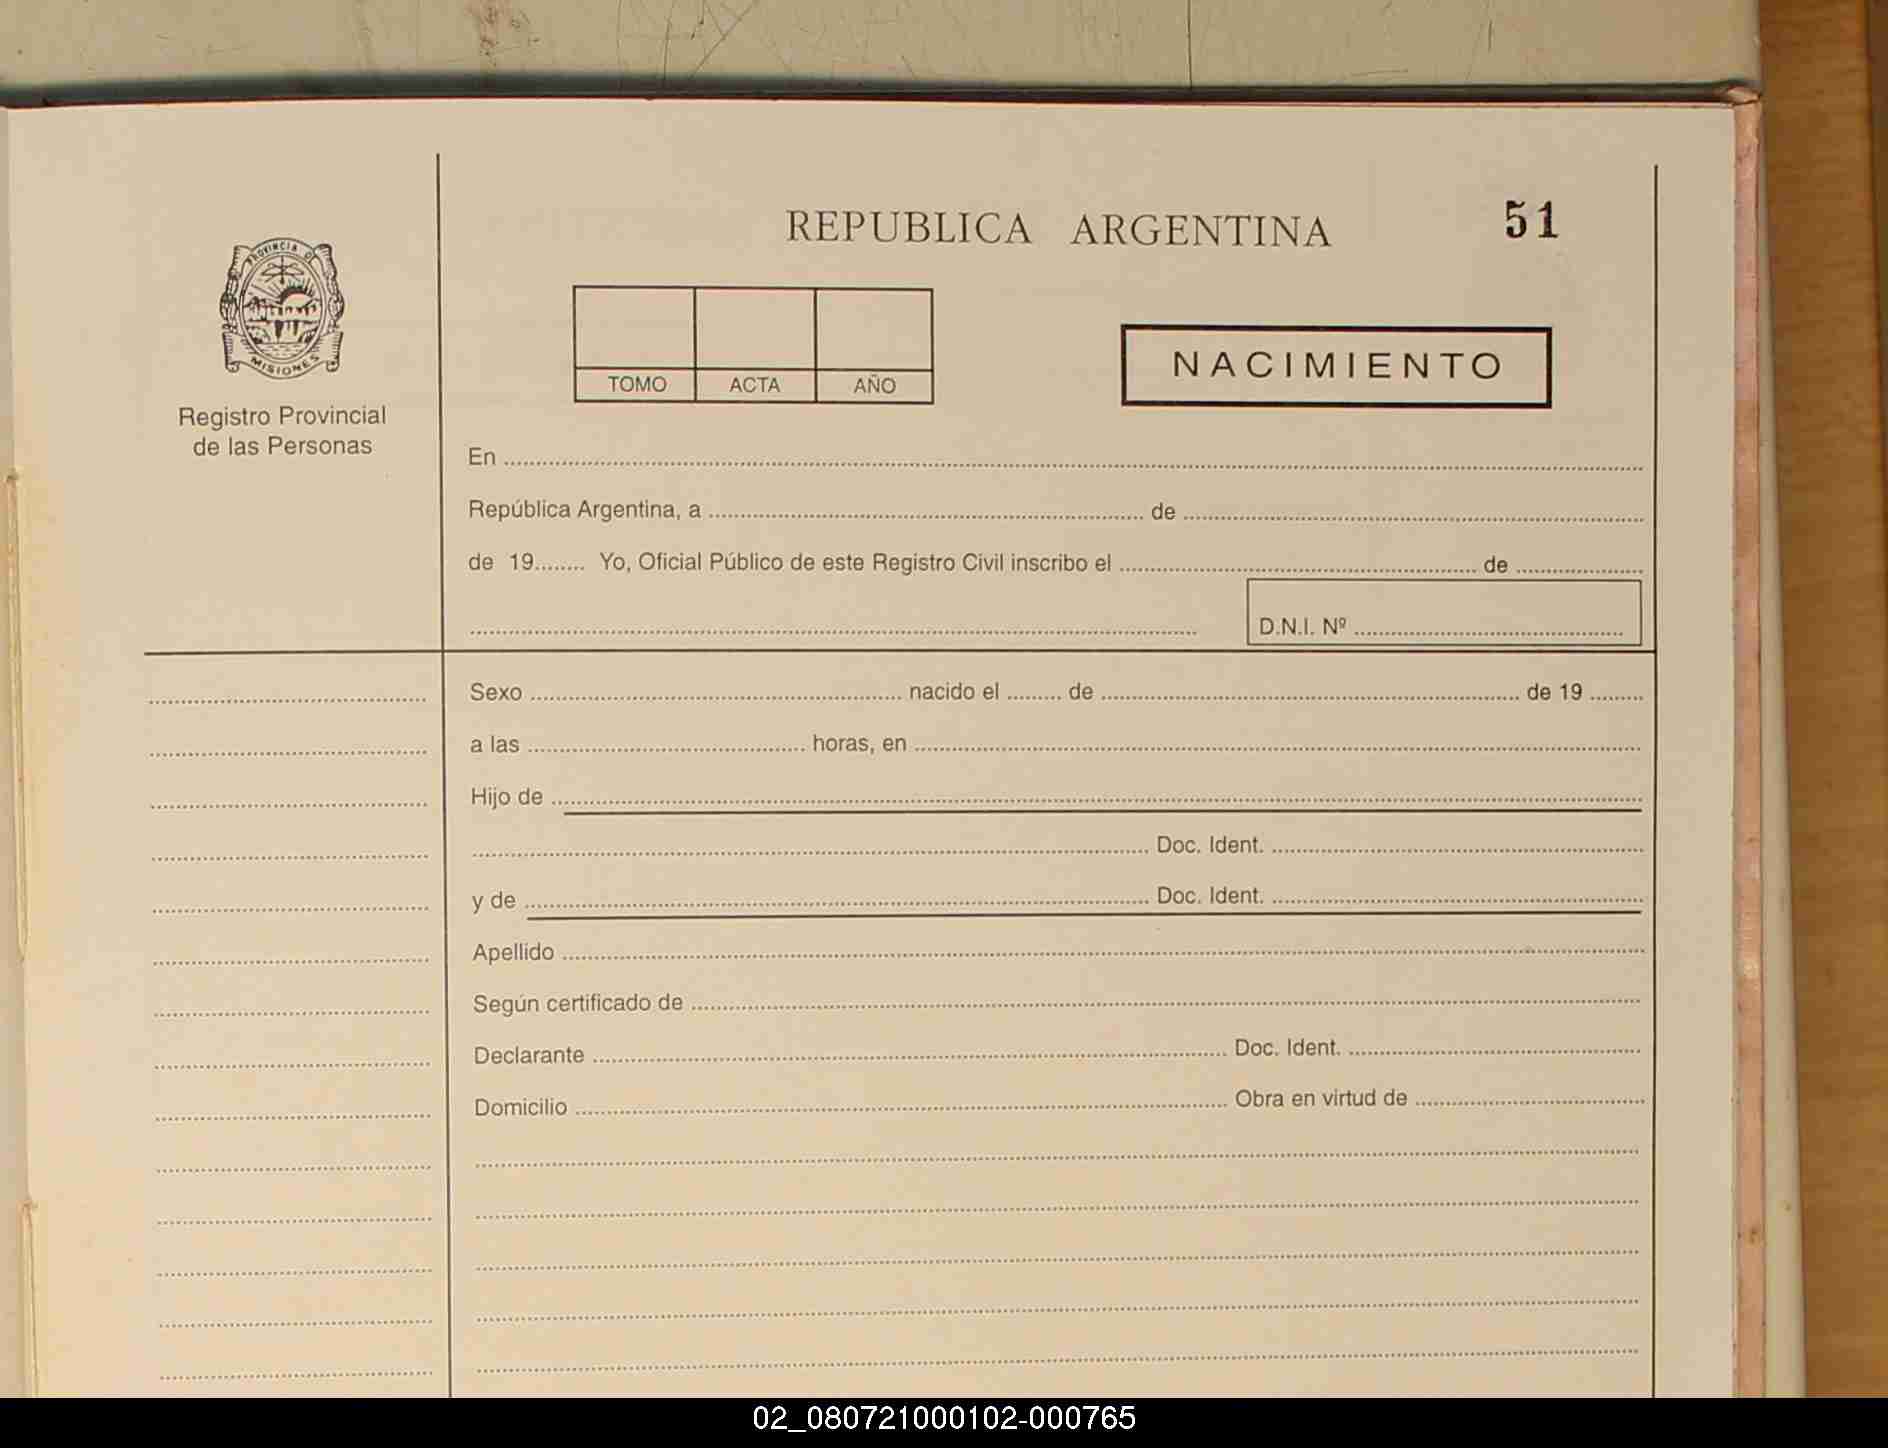 REPUBLICA ARGENTINA
51
PROVINCIA DE
MISIONES
Registro Provincial
de las Personas
TOMO ACTA AÑO
NACIMIENTO
En
República Argentina, a de
de 19 Yo, Oficial Público de este Registro Civil inscribo el de
D.N.I. Nº
Sexo nacido el de de 19
a las horas, en
Hijo de
Doc. Ident.
y de Doc. Ident.
Apellido
Según certificado de
Declarante Doc. Ident.
Domicilio Obra en virtud de
02_080721000102-000765